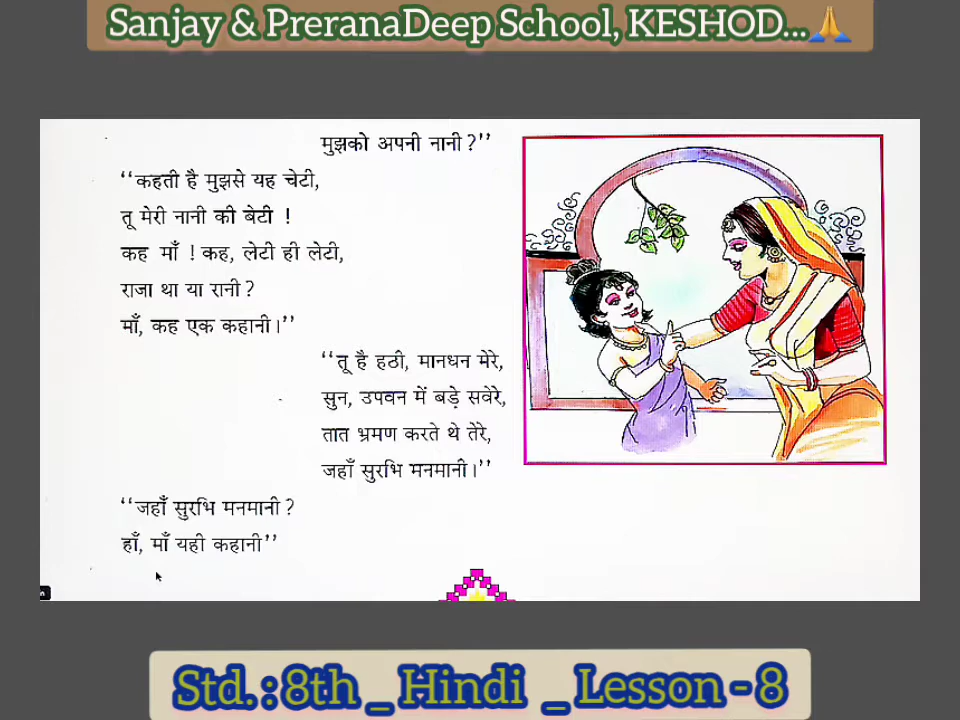 Sanjay & PreranaDeep School, KESHOD...🙏
मुझको अपनी नानी ?’’
‘‘कहती है मुझसे यह चेटी,
तू मेरी नानी की बेटी !
कह माँ ! कह, लेटी ही लेटी,
राजा था या रानी ?
माँ, कह एक कहानी।’’
‘‘तू है हठी, मानधन मेरे,
सुन, उपवन में बड़े सवेरे,
तात भ्रमण करते थे तेरे,
जहाँ सुरभि मनमानी।’’
‘‘जहाँ सुरभि मनमानी ?
हाँ, माँ यही कहानी’’
Std. : 8th _ Hindi _ Lesson - 8